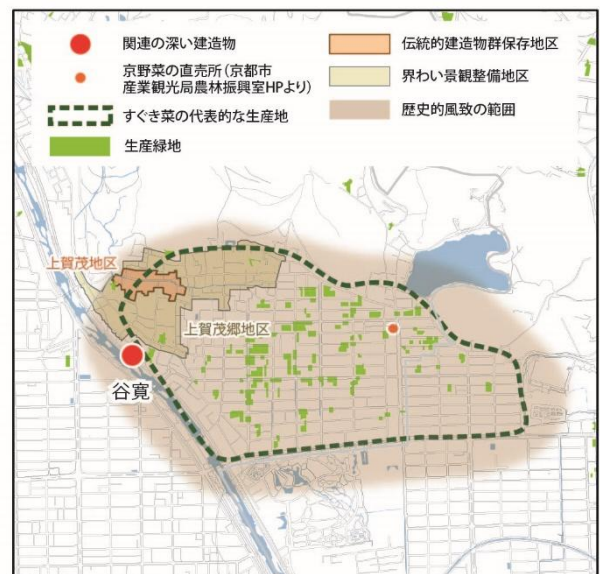 関連の深い建造物
京野菜の直売所(京都市
産業観光局農林振興室HPより)
すぐき菜の代表的な生産地
生産緑地
伝統的建造物群保存地区
界わい景観整備地区
歴史的風致の範囲
上賀茂地区
上賀茂郷地区
谷寛